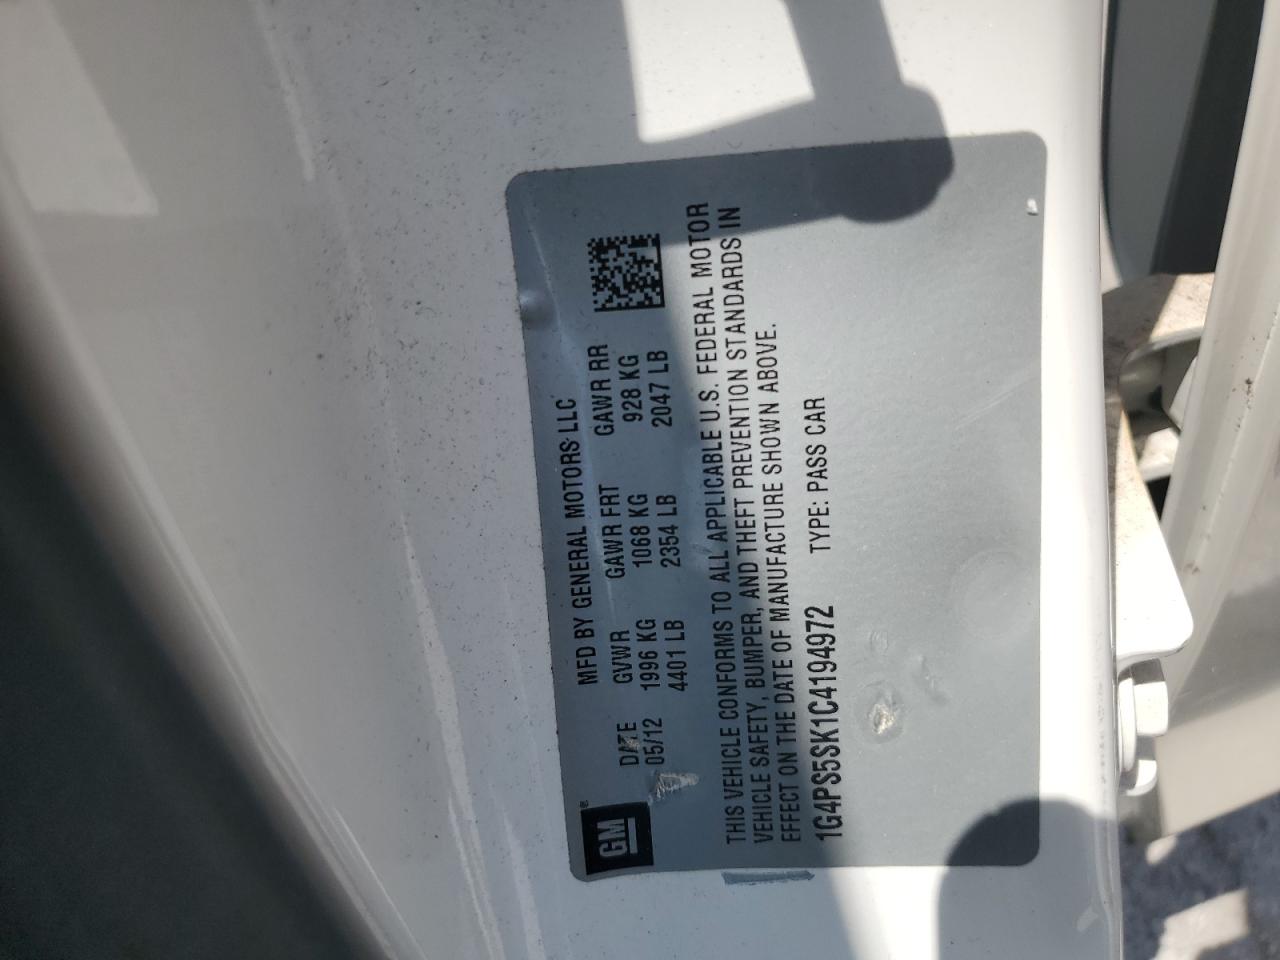 GM®
MFD BY GENERAL MOTORS LLC
DATE GVWR GAWR FRT GAWR RR
05/12 1996 KG 1068 KG 928 KG
4401 LB 2354 LB 2047 LB
THIS VEHICLE CONFORMS TO ALL APPLICABLE U.S. FEDERAL MOTOR
VEHICLE SAFETY, BUMPER, AND THEFT PREVENTION STANDARDS IN
EFFECT ON THE DATE OF MANUFACTURE SHOWN ABOVE.
1G4PS5SK1C4194972 TYPE: PASS CAR